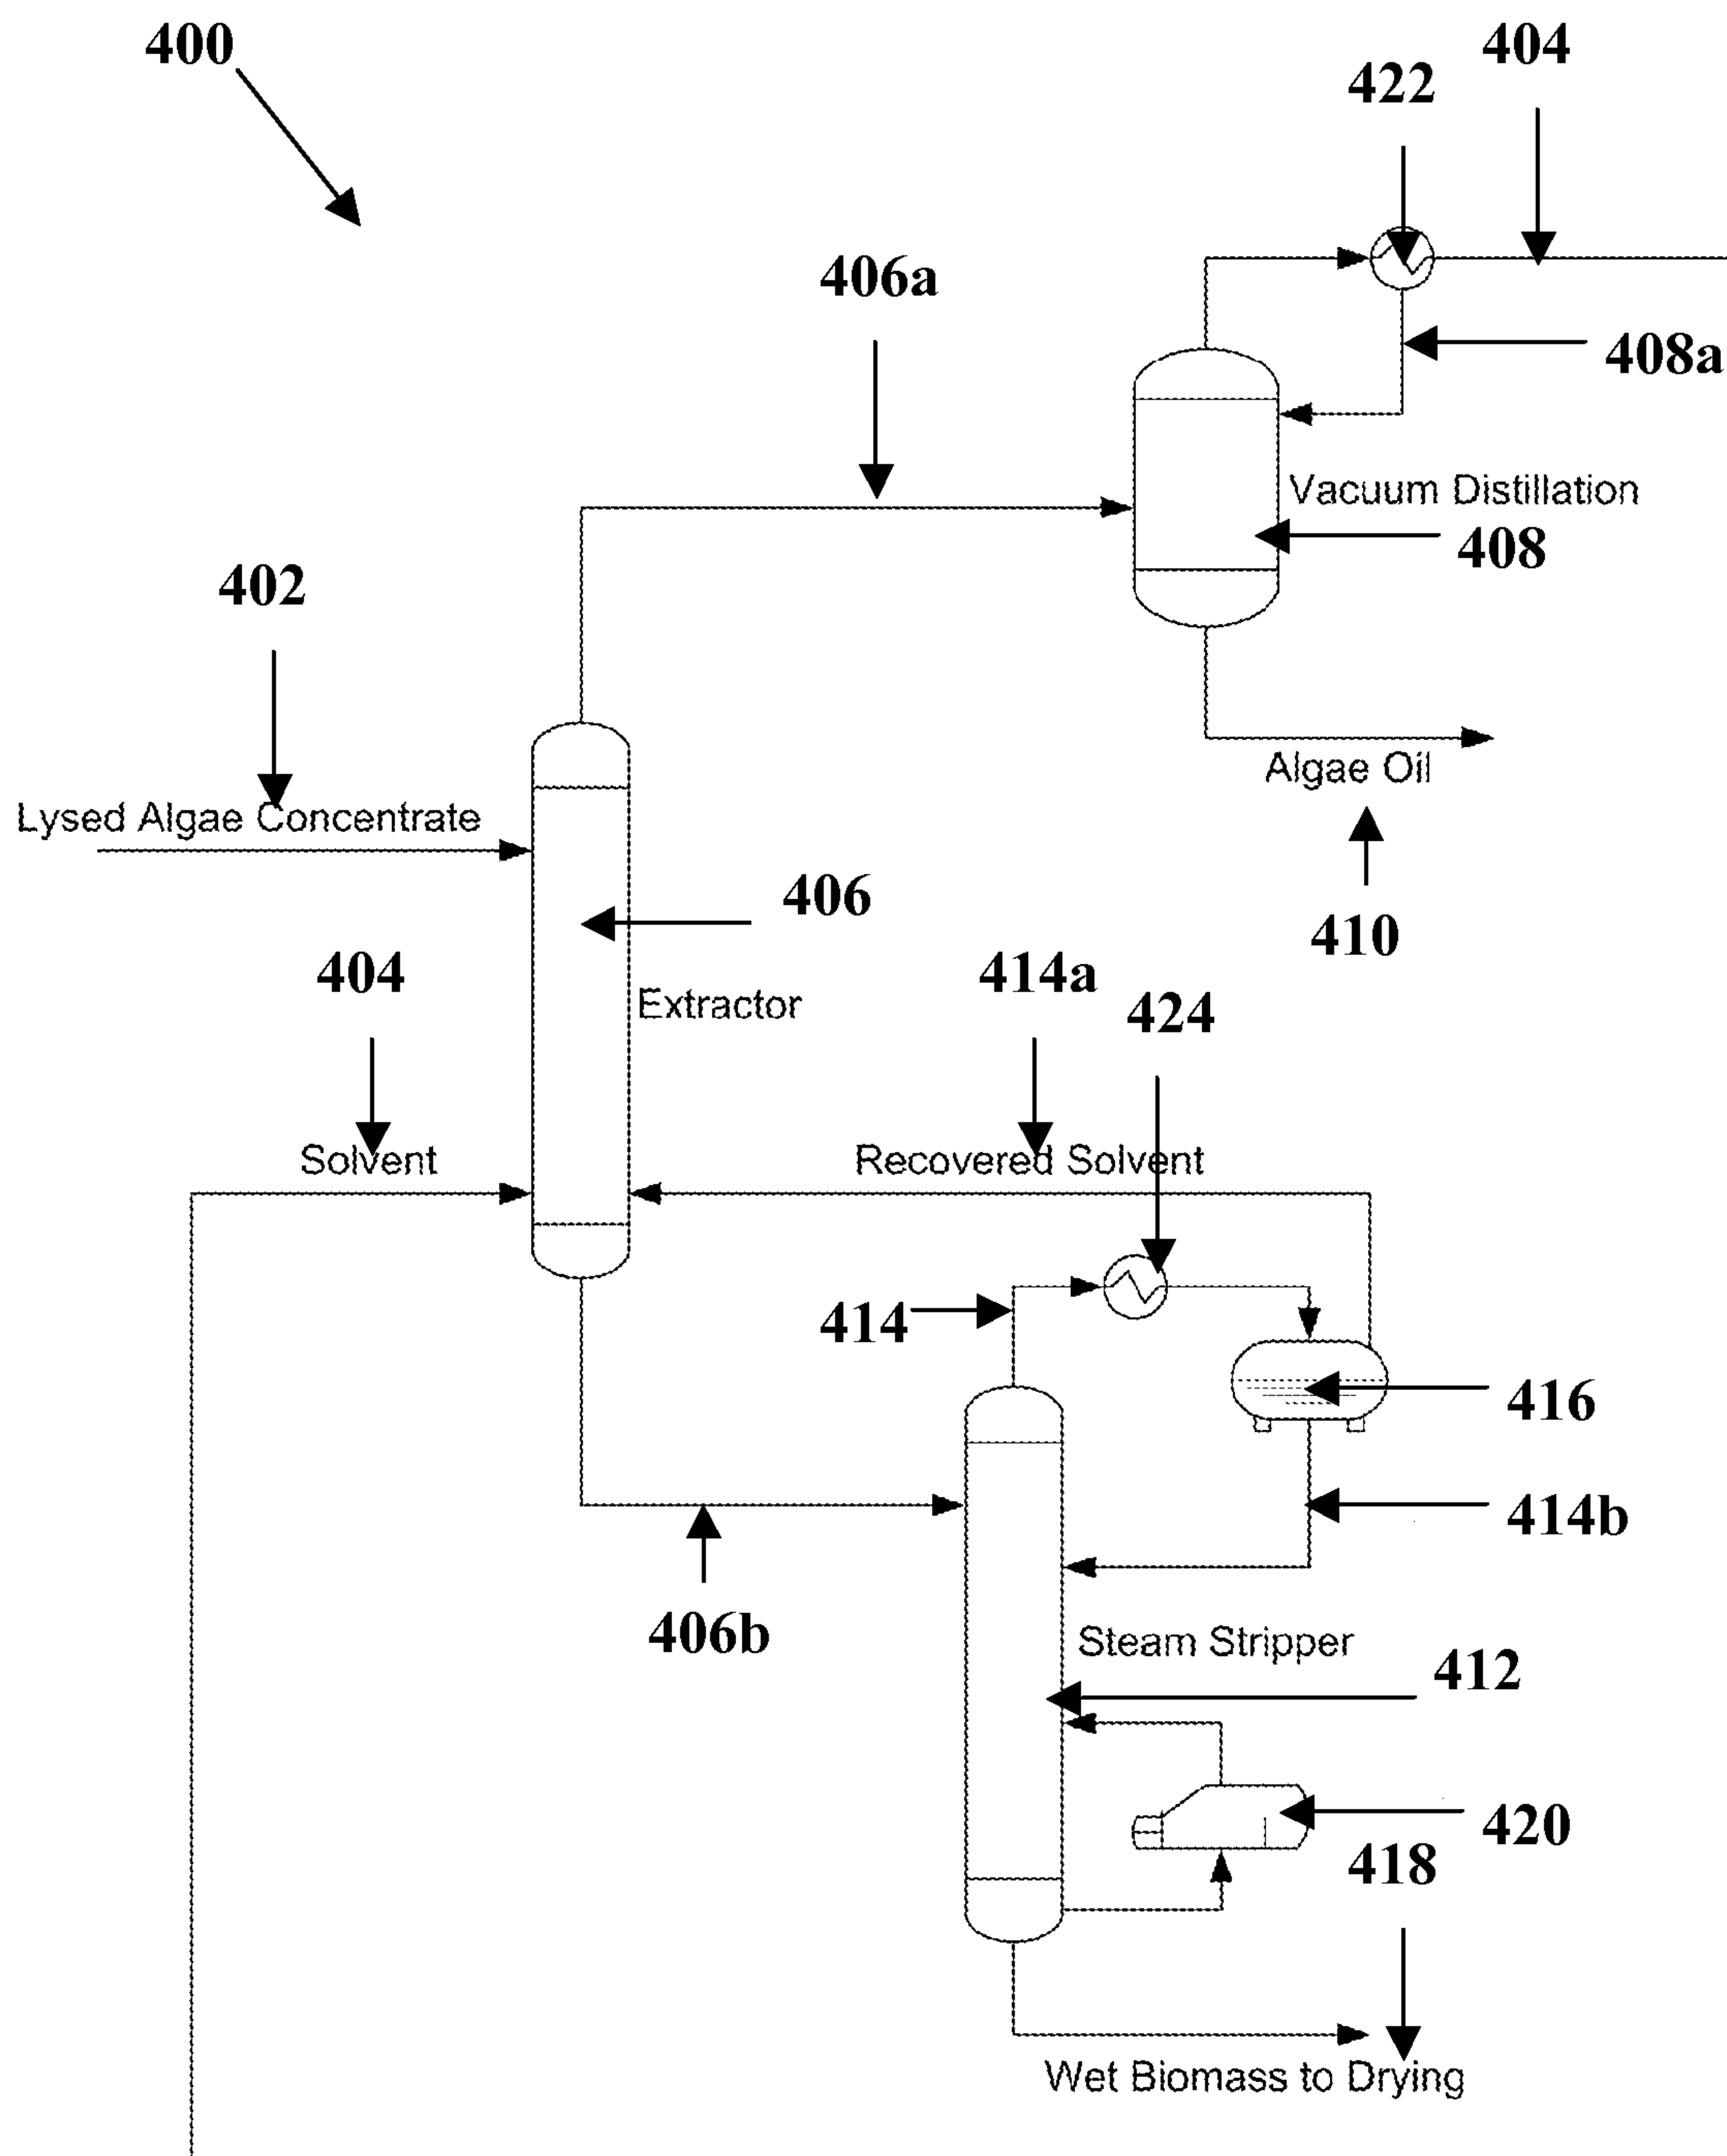 400
404
422
406a
408a
Vacuum Distillation
408
402
Algae Oil
Lysed Algae Concentrate
406
410
404
414a
Extractor
424
Solvent
Recovered Solvent
414
416
414b
406b
Steam Stripper
412
420
418
Wet Biomass to Drying